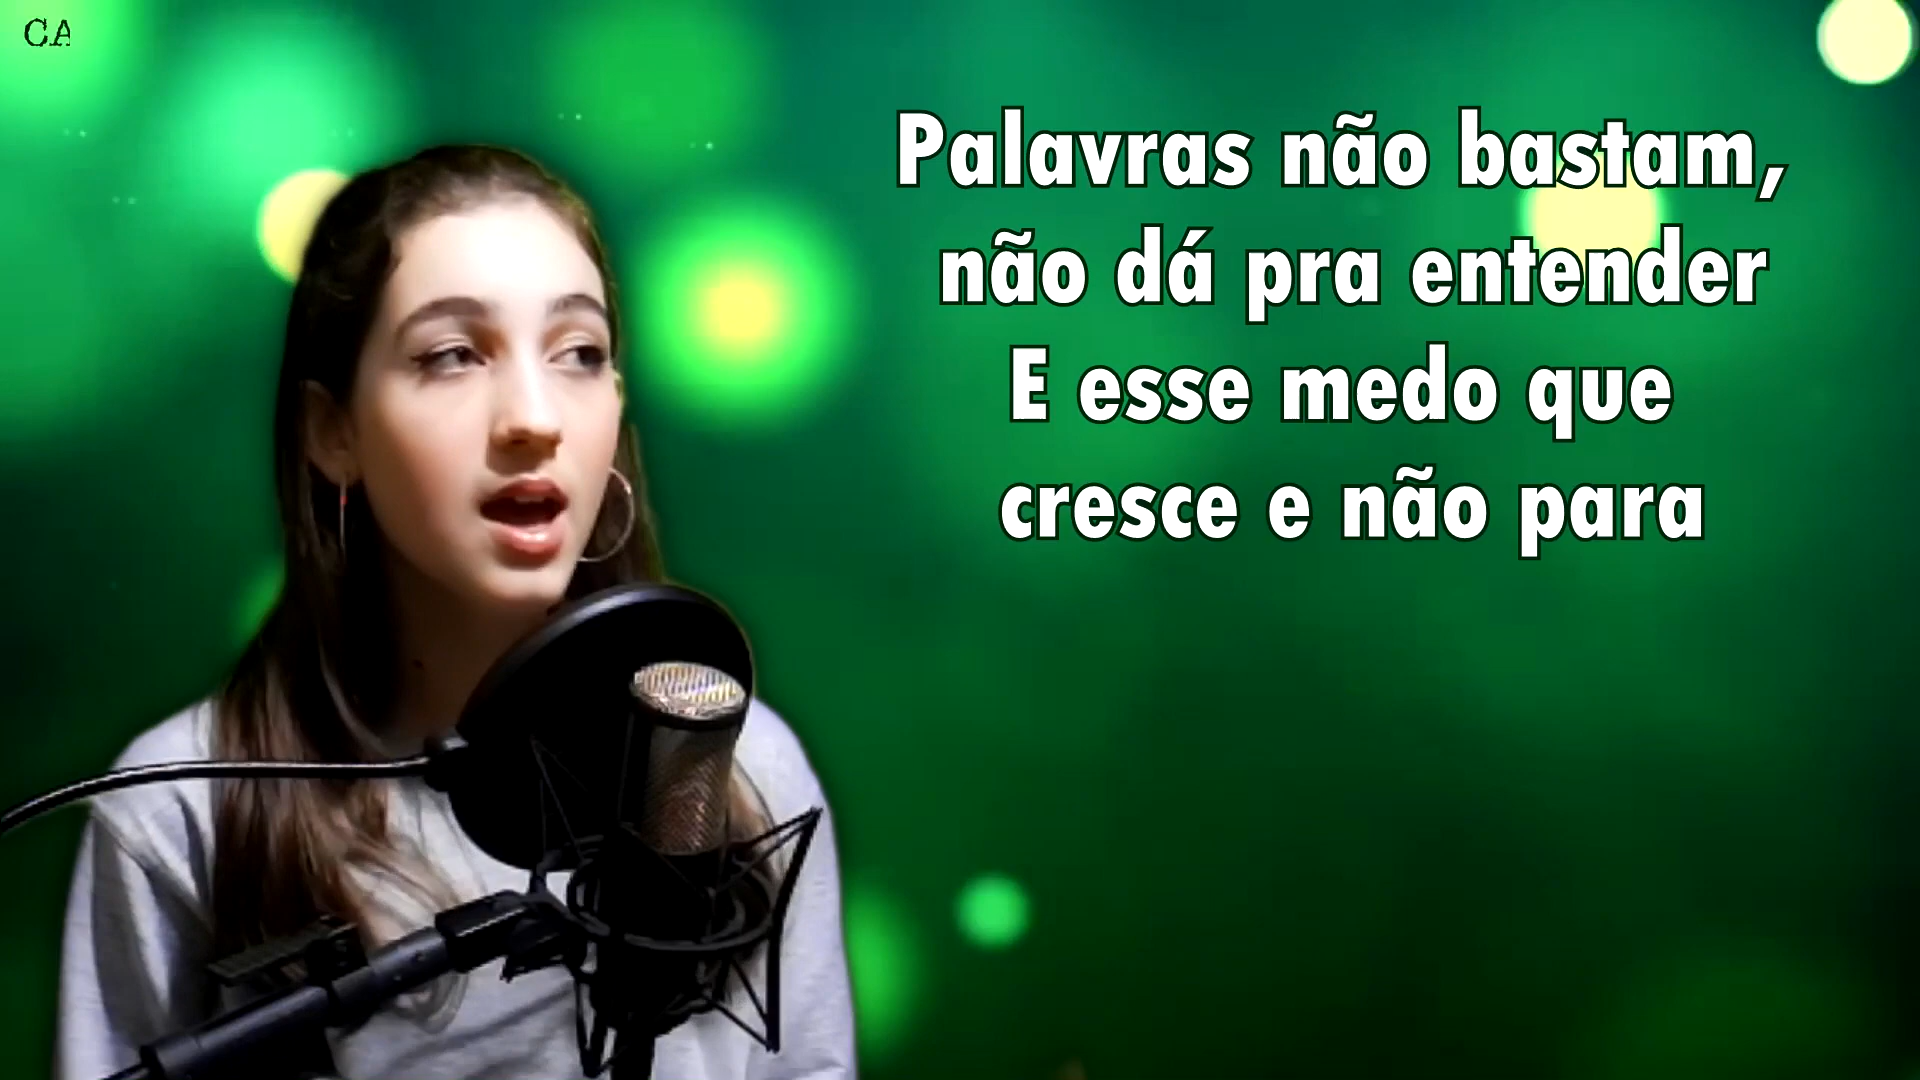 CA
Palavras não bastam,
não dá pra entender
E esse medo que
cresce e não para